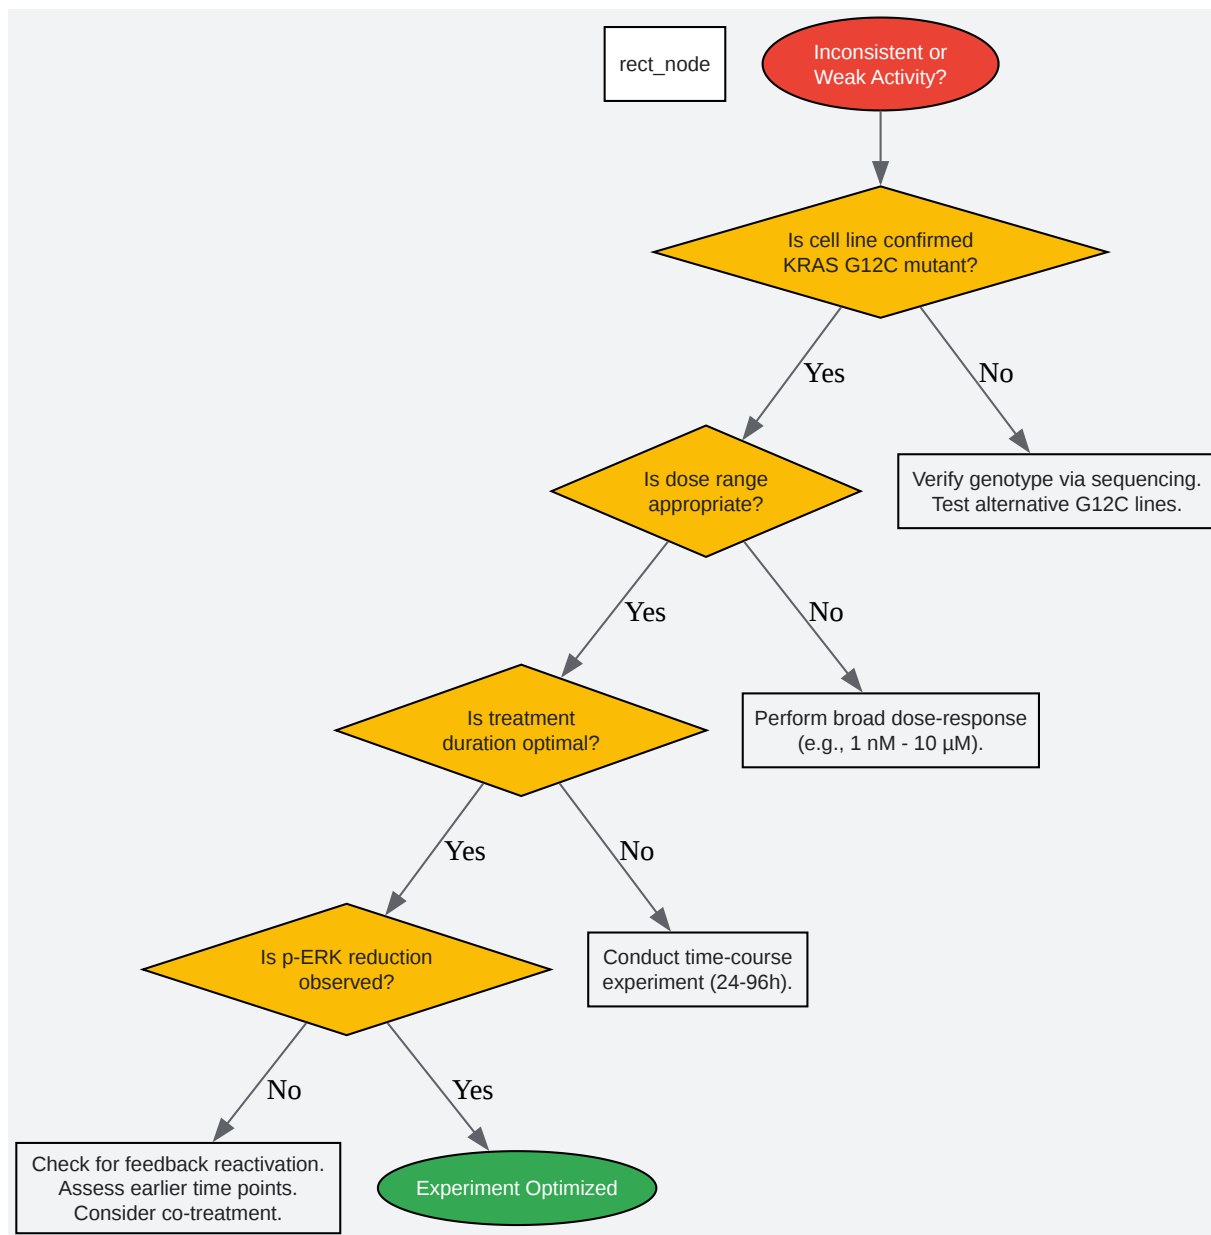 rect_node
Inconsistent or
Weak Activity?
Is cell line confirmed
KRAS G12C mutant?
Yes
No
Is dose range
appropriate?
Verify genotype via sequencing.
Test alternative G12C lines.
Yes
No
Is treatment
duration optimal?
Perform broad dose-response
(e.g., 1 nM - 10 µM).
Yes
No
Is p-ERK reduction
observed?
Conduct time-course
experiment (24-96h).
No
Yes
Check for feedback reactivation.
Assess earlier time points.
Consider co-treatment.
Experiment Optimized